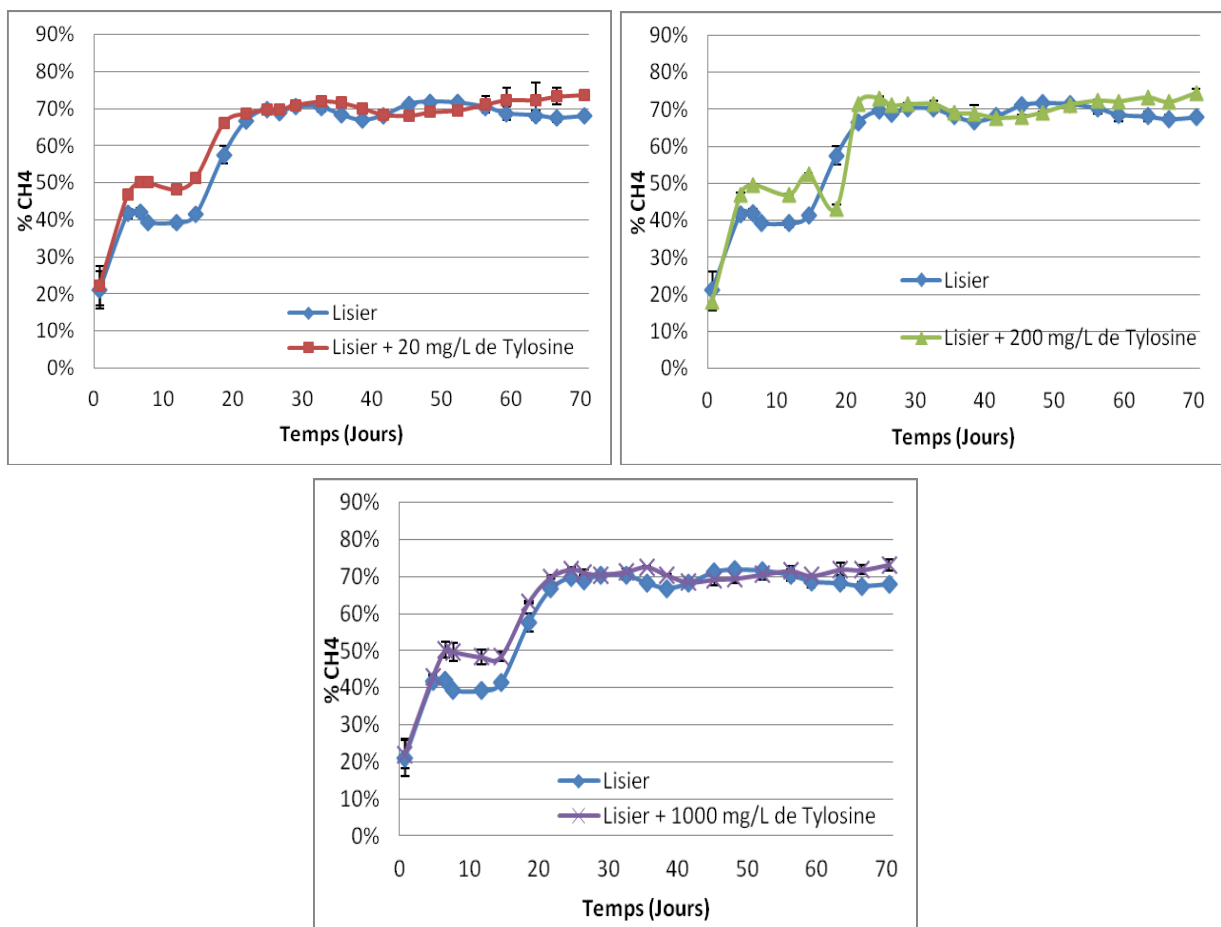 90%
80%
70%
60%
50%
40%
30%
20%
10%
0%
% CH4
Lisier
Lisier + 20 mg/L de Tylosine
0 10 20 30 40 50 60 70
Temps (Jours)
90%
80%
70%
60%
50%
40%
30%
20%
10%
0%
% CH4
Lisier
Lisier + 200 mg/L de Tylosine
0 10 20 30 40 50 60 70
Temps (Jours)
90%
80%
70%
60%
50%
40%
30%
20%
10%
0%
% CH4
Lisier
Lisier + 1000 mg/L de Tylosine
0 10 20 30 40 50 60 70
Temps (Jours)